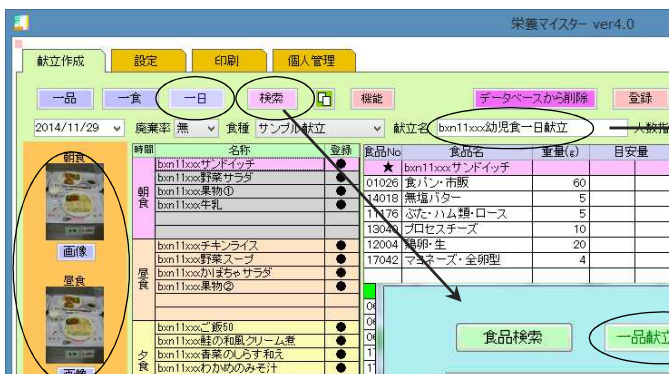 栄養マイスター ver4.0
献立作成 設定 印刷 個人管理
一品 一食 一日 検索 機能 データベースから削除 登録
2014/11/29 廃棄率 無 食種 サンプル献立 献立名 bxn11xxx幼児食一日献立
朝食
画像
昼食
画像
時間 名称 登録
朝食
bxn11xxxサンドイッチ ●
bxn11xxx野菜サラダ ●
bxn11xxx果物① ●
bxn11xxx牛乳 ●
昼食
bxn11xxxチキンライス ●
bxn11xxx野菜スープ ●
bxn11xxxかぼちゃサラダ ●
bxn11xxx果物② ●
夕食
bxn11xxxご飯50 ●
bxn11xxx鮭の和風クリーム煮 ●
bxn11xxx青菜のしらす和え ●
bxn11xxxわかめのみそ汁 ●
食品No 食品名 重量(g) 目安量
★ bxn11xxxサンドイッチ
01026 食パン・市販 60
14018 無塩バター 5
11176 ぶた・ハム類・ロース 5
13040 プロセスチーズ 10
12004 鶏卵・生 20
17042 マヨネーズ・全卵型 4
食品検索 一品献立